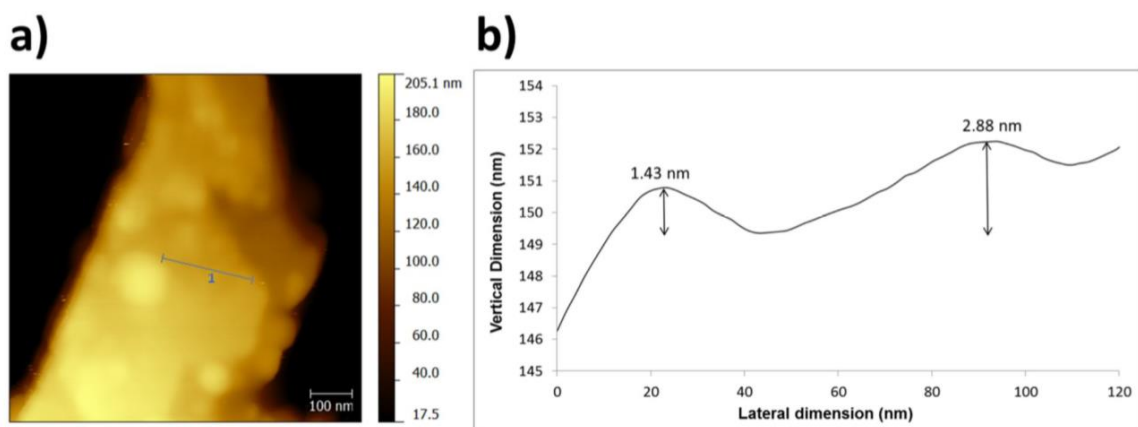 a)
205.1 nm
180.0
160.0
140.0
120.0
100.0
80.0
60.0
40.0
17.5
1
100 nm
b)
Vertical Dimension (nm)
154
153
152
151
150
149
148
147
146
145
1.43 nm
2.88 nm
0 20 40 60 80 100 120
Lateral dimension (nm)